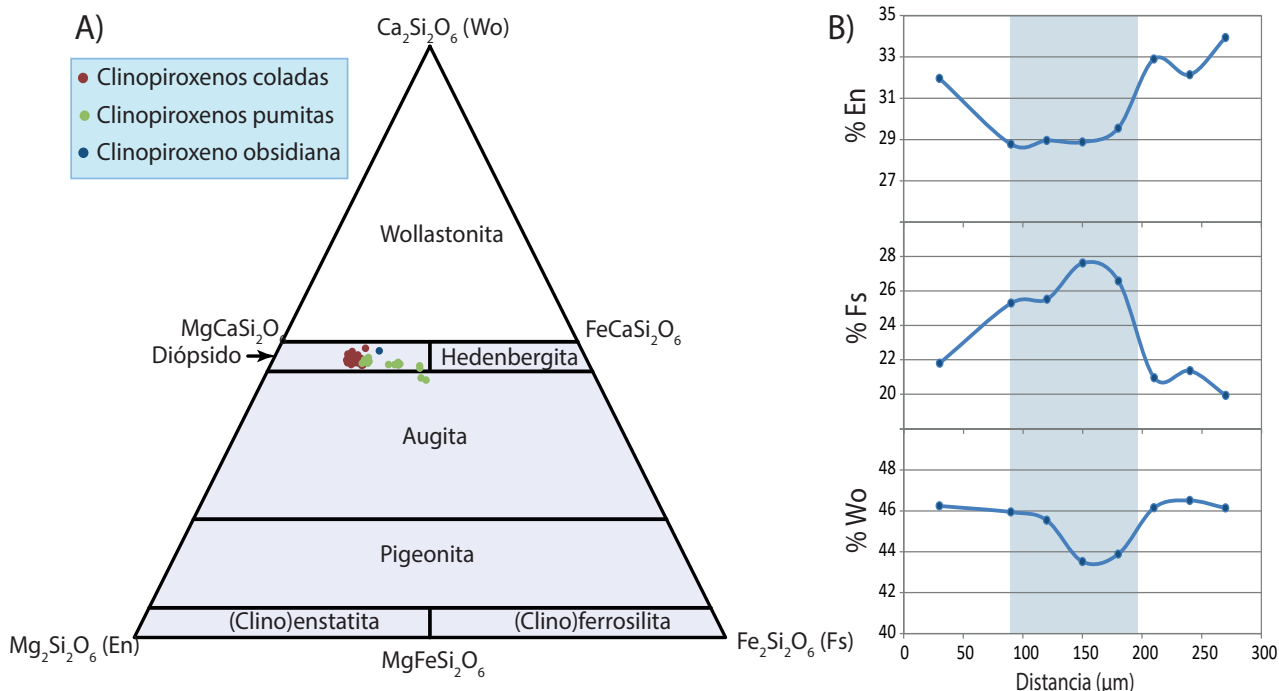 A)
Ca₂Si₂O₆ (Wo)
Clinopiroxenos coladas
Clinopiroxenos pumitas
Clinopiroxeno obsidiana
Wollastonita
MgCaSi₂O₆
FeCaSi₂O₆
Diópsido
Hedenbergita
Augita
Pigeonita
(Clino)enstatita
(Clino)ferrosilita
Mg₂Si₂O₆ (En)
MgFeSi₂O₆
Fe₂Si₂O₆ (Fs)
B)
% En
35
33
31
29
27
% Fs
28
26
24
22
20
% Wo
48
46
44
42
40
0 50 100 150 200 250 300
Distancia (µm)